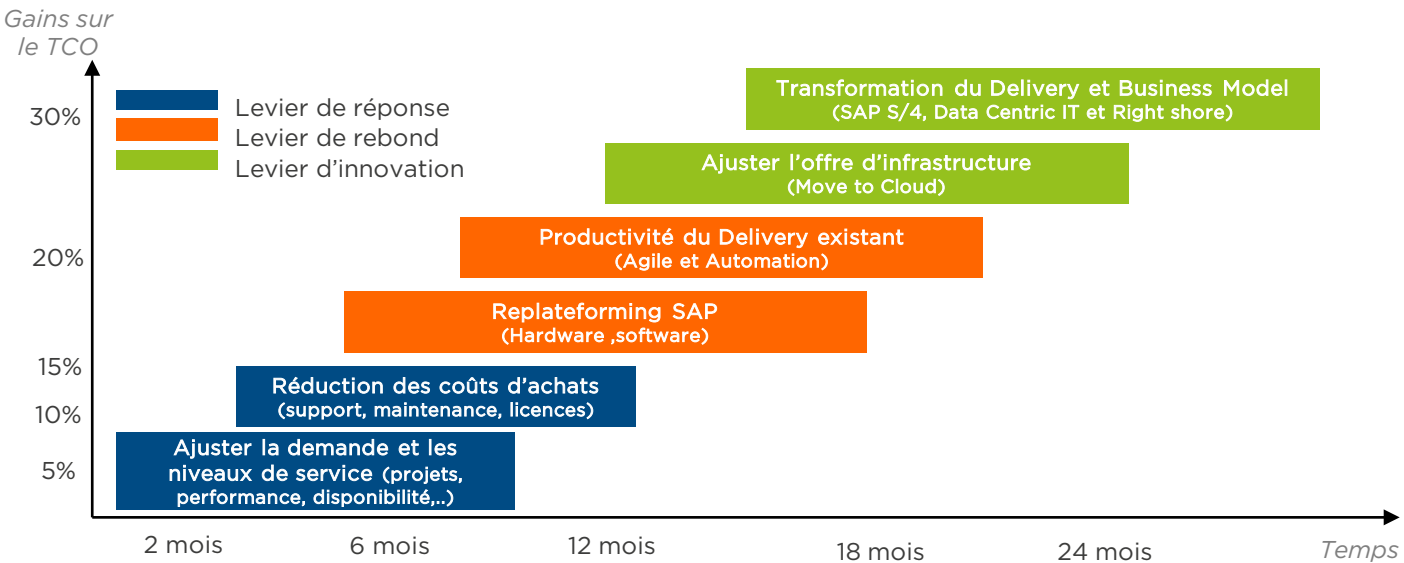 Gains sur
le TCO
Levier de réponse
Levier de rebond
Levier d'innovation
30%
20%
15%
10%
5%
Transformation du Delivery et Business Model
(SAP S/4, Data Centric IT et Right shore)
Ajuster l'offre d'infrastructure
(Move to Cloud)
Productivité du Delivery existant
(Agile et Automation)
Replateforming SAP
(Hardware ,software)
Réduction des coûts d'achats
(support, maintenance, licences)
Ajuster la demande et les
niveaux de service (projets,
performance, disponibilité,..)
2 mois
6 mois
12 mois
18 mois
24 mois
Temps